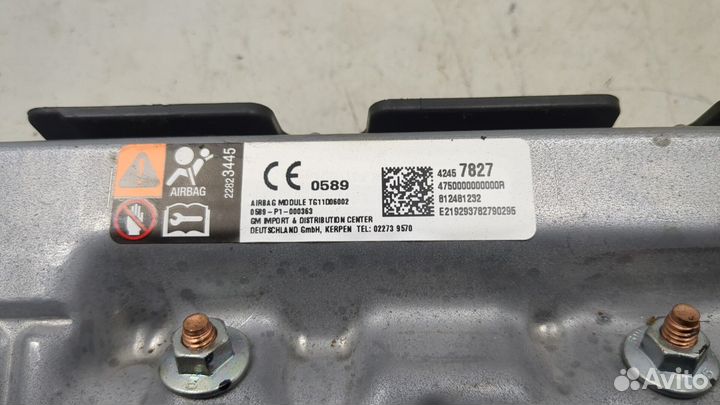 AIRBAG
22823445
CE 0589
AIRBAG MODULE TG11D06002
0589-P1-000363
GM IMPORT & DISTRIBUTION CENTER
DEUTSCHLAND GmbH, KERPEN TEL: 02273 9570
4245 7827
4750000000000A
812481232
E219293782790295
Avito